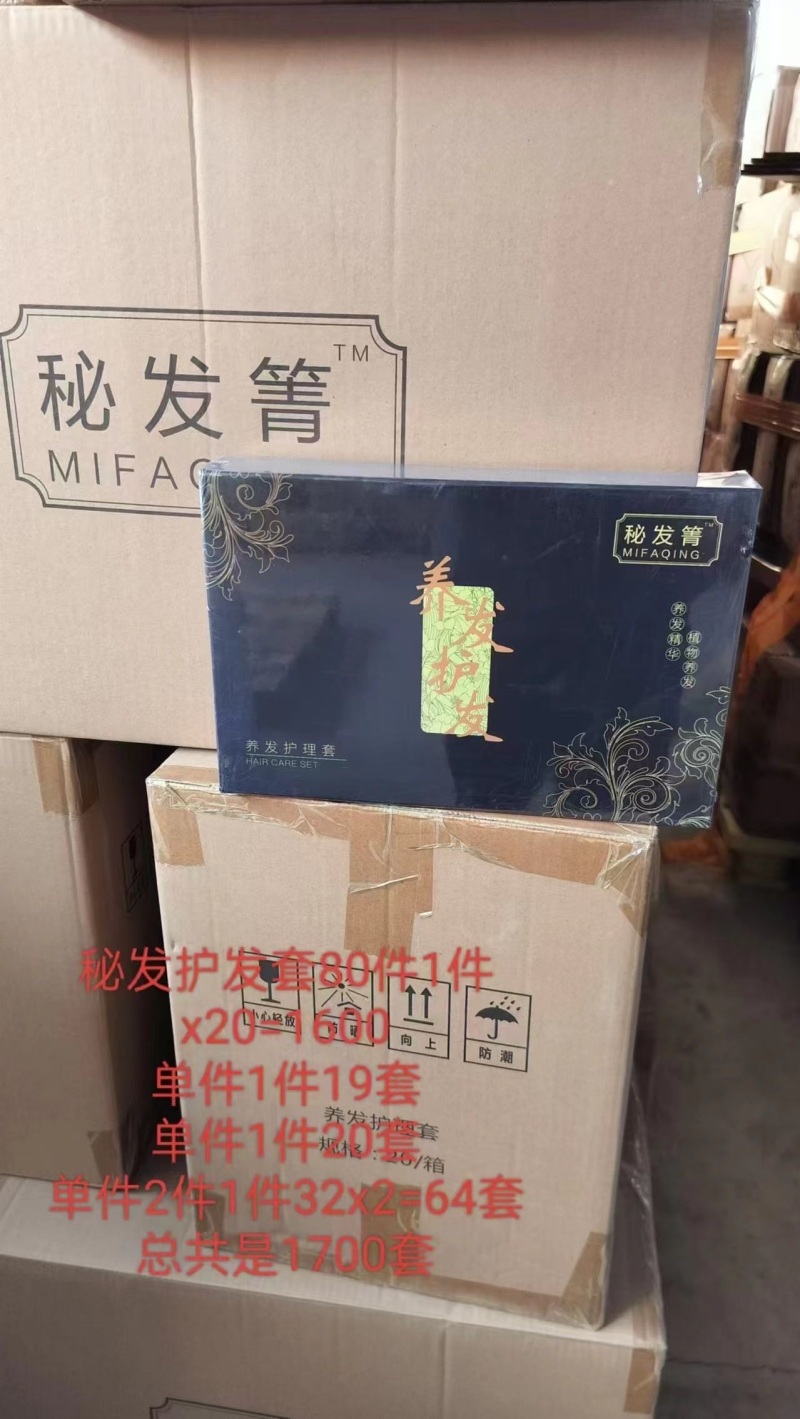 秘发箐
TM
MIFAQ
秘发箐
TM
MIFAQING
养发护发
养发精华
植物养发
养发护理套
HAIR CARE SET
秘发护发套80件1件
x20=1600
单件1件19套
单件1件20套
单件2件1件32x2=64套
总共是1700套
小心轻放
向上
防潮
养发护理套
规格:20/箱